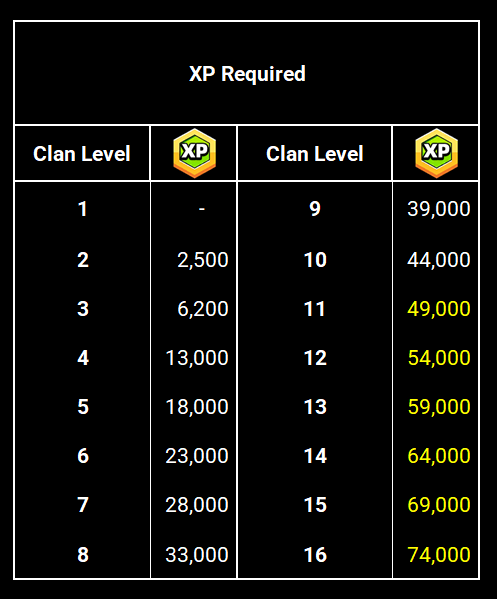 XP Required
Clan Level XP Clan Level XP
1 - 9 39,000
2 2,500 10 44,000
3 6,200 11 49,000
4 13,000 12 54,000
5 18,000 13 59,000
6 23,000 14 64,000
7 28,000 15 69,000
8 33,000 16 74,000